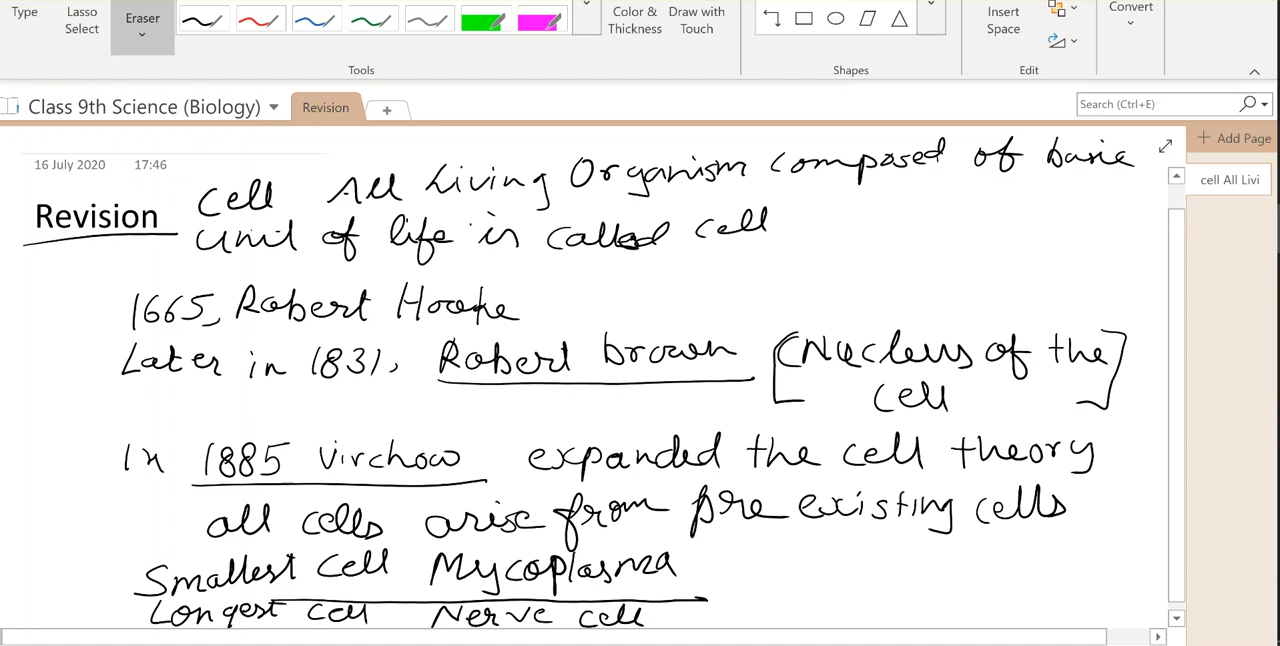 Type
Lasso Select
Eraser
Color & Thickness
Draw with Touch
Insert Space
Convert
Tools
Shapes
Edit
Class 9th Science (Biology)
Revision
+
Search (Ctrl+E)
+ Add Page
cell All Livi
16 July 2020 17:46
Revision
Cell All Living Organism composed of basic
unit of life is called cell
1665, Robert Hooke
Later in 1831, Robert brown [(Nucleus of the
cell]
In 1885 Virchow expanded the cell theory
all cells arise from pre existing cells
Smallest cell Mycoplasma
Longest cell Nerve cell